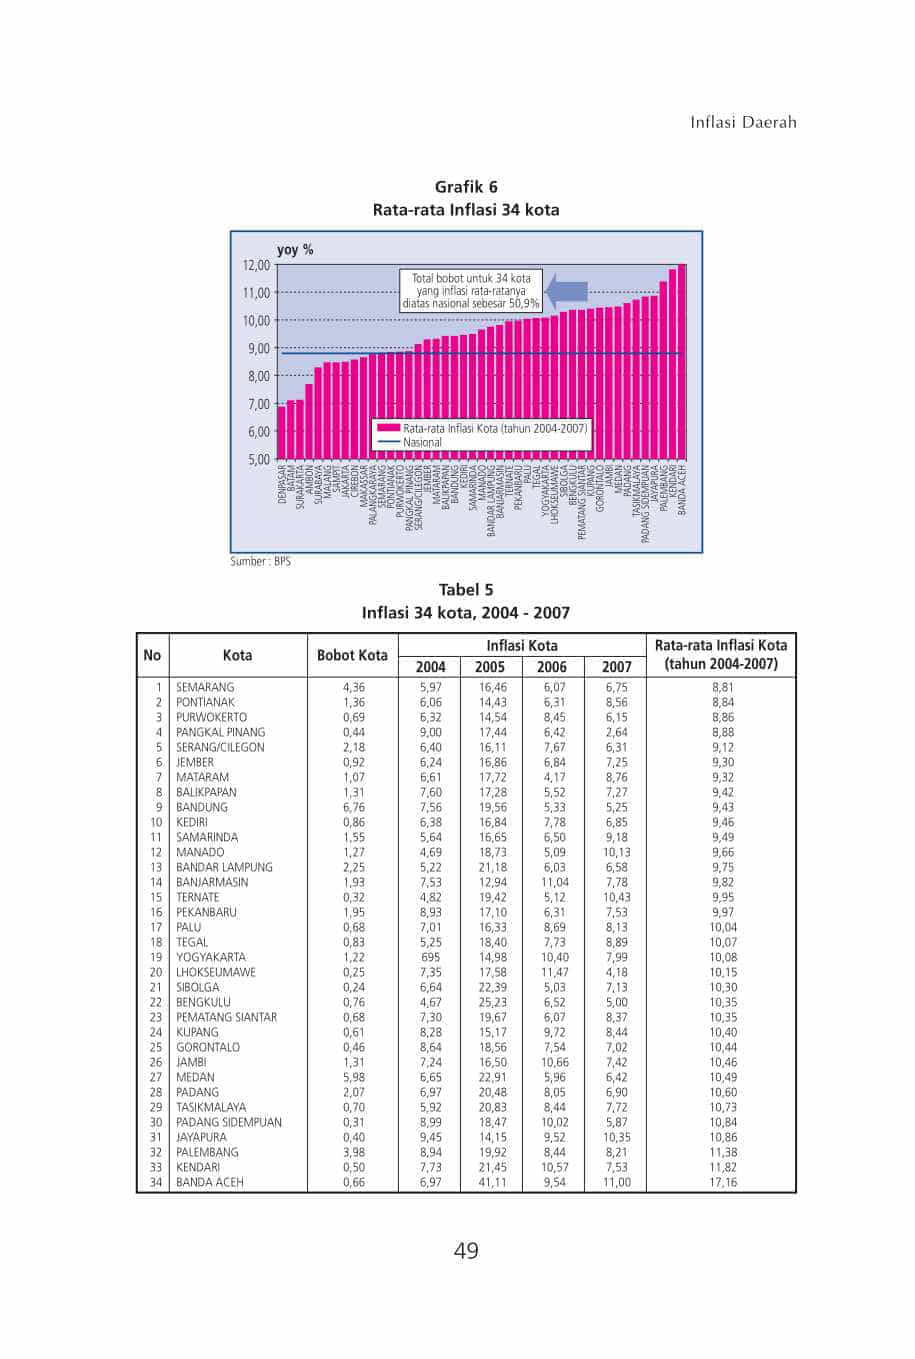 Inflasi Daerah
Grafik 6
Rata-rata Inflasi 34 kota
yoy %
12,00
11,00
10,00
9,00
8,00
7,00
6,00
5,00
Total bobot untuk 34 kota
yang inflasi rata-ratanya
diatas nasional sebesar 50,9%
Rata-rata Inflasi Kota (tahun 2004-2007)
Nasional
DENPASAR
BATAM
SURAKARTA
AMBON
SURABAYA
MALANG
SAMPIT
JAKARTA
CIREBON
MAKASSAR
PALANGKARAYA
SEMARANG
PONTIANAK
PURWOKERTO
PANGKAL PINANG
SERANG/CILEGON
JEMBER
MATARAM
BALIKPAPAN
BANDUNG
KEDIRI
SAMARINDA
MANADO
BANDAR LAMPUNG
BANJARMASIN
TERNATE
PEKANBARU
PALU
TEGAL
YOGYAKARTA
LHOKSEUMAWE
SIBOLGA
BENGKULU
PEMATANG SIANTAR
KUPANG
GORONTALO
JAMBI
MEDAN
PADANG
TASIKMALAYA
PADANG SIDEMPUAN
JAYAPURA
PALEMBANG
KENDARI
BANDA ACEH
Sumber : BPS
Tabel 5
Inflasi 34 kota, 2004 - 2007
No Kota Bobot Kota Inflasi Kota Rata-rata Inflasi Kota
2004 2005 2006 2007 (tahun 2004-2007)
1 SEMARANG 4,36 5,97 16,46 6,07 6,75 8,81
2 PONTIANAK 1,36 6,06 14,43 6,31 8,56 8,84
3 PURWOKERTO 0,69 6,32 14,54 8,45 6,15 8,86
4 PANGKAL PINANG 0,44 9,00 17,44 6,42 2,64 8,88
5 SERANG/CILEGON 2,18 6,40 16,11 7,67 6,31 9,12
6 JEMBER 0,92 6,24 16,86 6,84 7,25 9,30
7 MATARAM 1,07 6,61 17,72 4,17 8,76 9,32
8 BALIKPAPAN 1,31 7,60 17,28 5,52 7,27 9,42
9 BANDUNG 6,76 7,56 19,56 5,33 5,25 9,43
10 KEDIRI 0,86 6,38 16,84 7,78 6,85 9,46
11 SAMARINDA 1,55 5,64 16,65 6,50 9,18 9,49
12 MANADO 1,27 4,69 18,73 5,09 10,13 9,66
13 BANDAR LAMPUNG 2,25 5,22 21,18 6,03 6,58 9,75
14 BANJARMASIN 1,93 7,53 12,94 11,04 7,78 9,82
15 TERNATE 0,32 4,82 19,42 5,12 10,43 9,95
16 PEKANBARU 1,95 8,93 17,10 6,31 7,53 9,97
17 PALU 0,68 7,01 16,33 8,69 8,13 10,04
18 TEGAL 0,83 5,25 18,40 7,73 8,89 10,07
19 YOGYAKARTA 1,22 695 14,98 10,40 7,99 10,08
20 LHOKSEUMAWE 0,25 7,35 17,58 11,47 4,18 10,15
21 SIBOLGA 0,24 6,64 22,39 5,03 7,13 10,30
22 BENGKULU 0,76 4,67 25,23 6,52 5,00 10,35
23 PEMATANG SIANTAR 0,68 7,30 19,67 6,07 8,37 10,35
24 KUPANG 0,61 8,28 15,17 9,72 8,44 10,40
25 GORONTALO 0,46 8,64 18,56 7,54 7,02 10,44
26 JAMBI 1,31 7,24 16,50 10,66 7,42 10,46
27 MEDAN 5,98 6,65 22,91 5,96 6,42 10,49
28 PADANG 2,07 6,97 20,48 8,05 6,90 10,60
29 TASIKMALAYA 0,70 5,92 20,83 8,44 7,72 10,73
30 PADANG SIDEMPUAN 0,31 8,99 18,47 10,02 5,87 10,84
31 JAYAPURA 0,40 9,45 14,15 9,52 10,35 10,86
32 PALEMBANG 3,98 8,94 19,92 8,44 8,21 11,38
33 KENDARI 0,50 7,73 21,45 10,57 7,53 11,82
34 BANDA ACEH 0,66 6,97 41,11 9,54 11,00 17,16
49